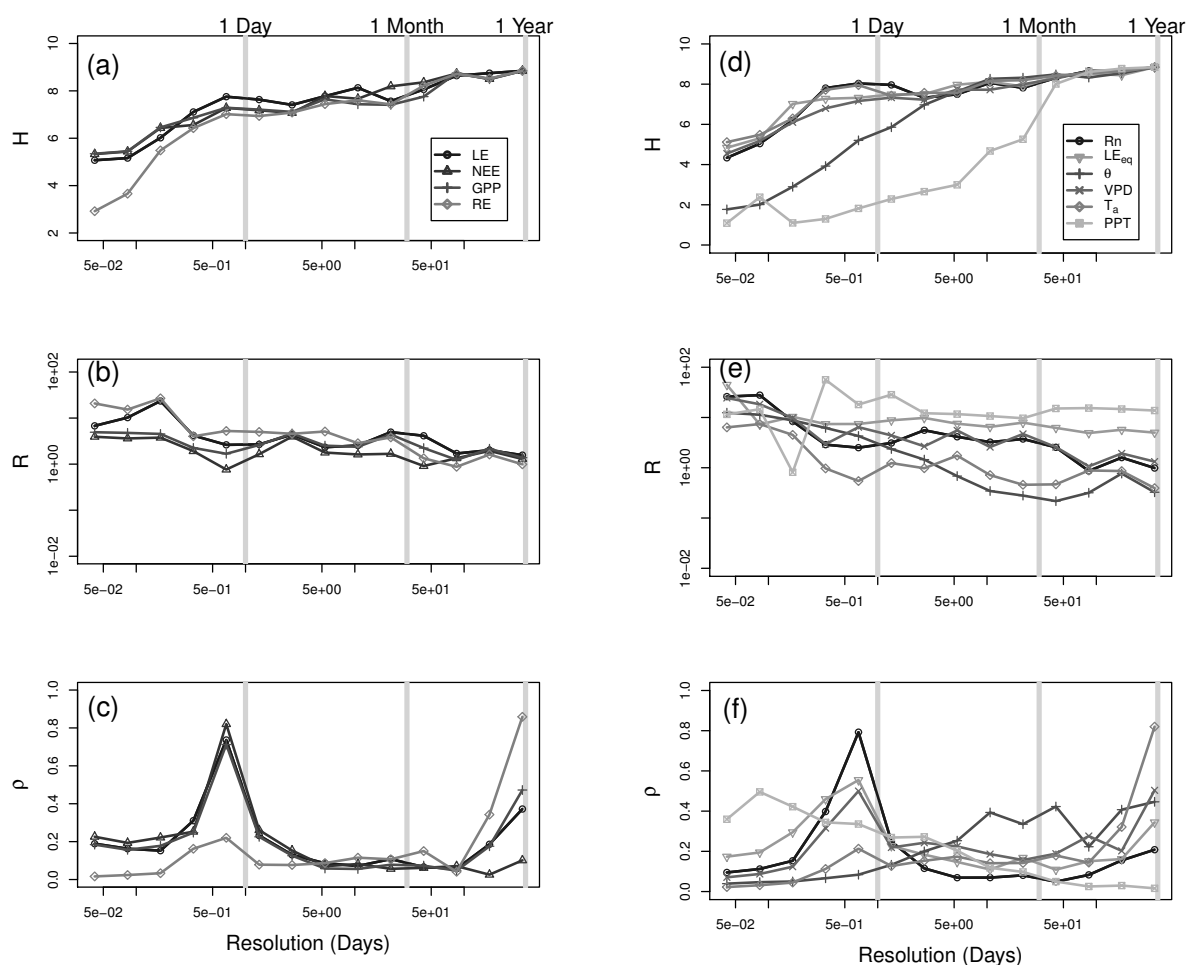 1 Day 1 Month 1 Year
(a)
H
10
8
6
4
2
LE
NEE
GPP
RE
5e−02 5e−01 5e+00 5e+01
(b)
R
1e+02
1e+00
1e−02
5e−02 5e−01 5e+00 5e+01
(c)
ρ
1.0
0.8
0.6
0.4
0.2
0.0
5e−02 5e−01 5e+00 5e+01
Resolution (Days)
1 Day 1 Month 1 Year
(d)
H
10
8
6
4
2
0
Rn
LEeq
θ
VPD
Ta
PPT
5e−02 5e−01 5e+00 5e+01
(e)
R
1e+02
1e+00
1e−02
5e−02 5e−01 5e+00 5e+01
(f)
ρ
1.0
0.8
0.6
0.4
0.2
0.0
5e−02 5e−01 5e+00 5e+01
Resolution (Days)